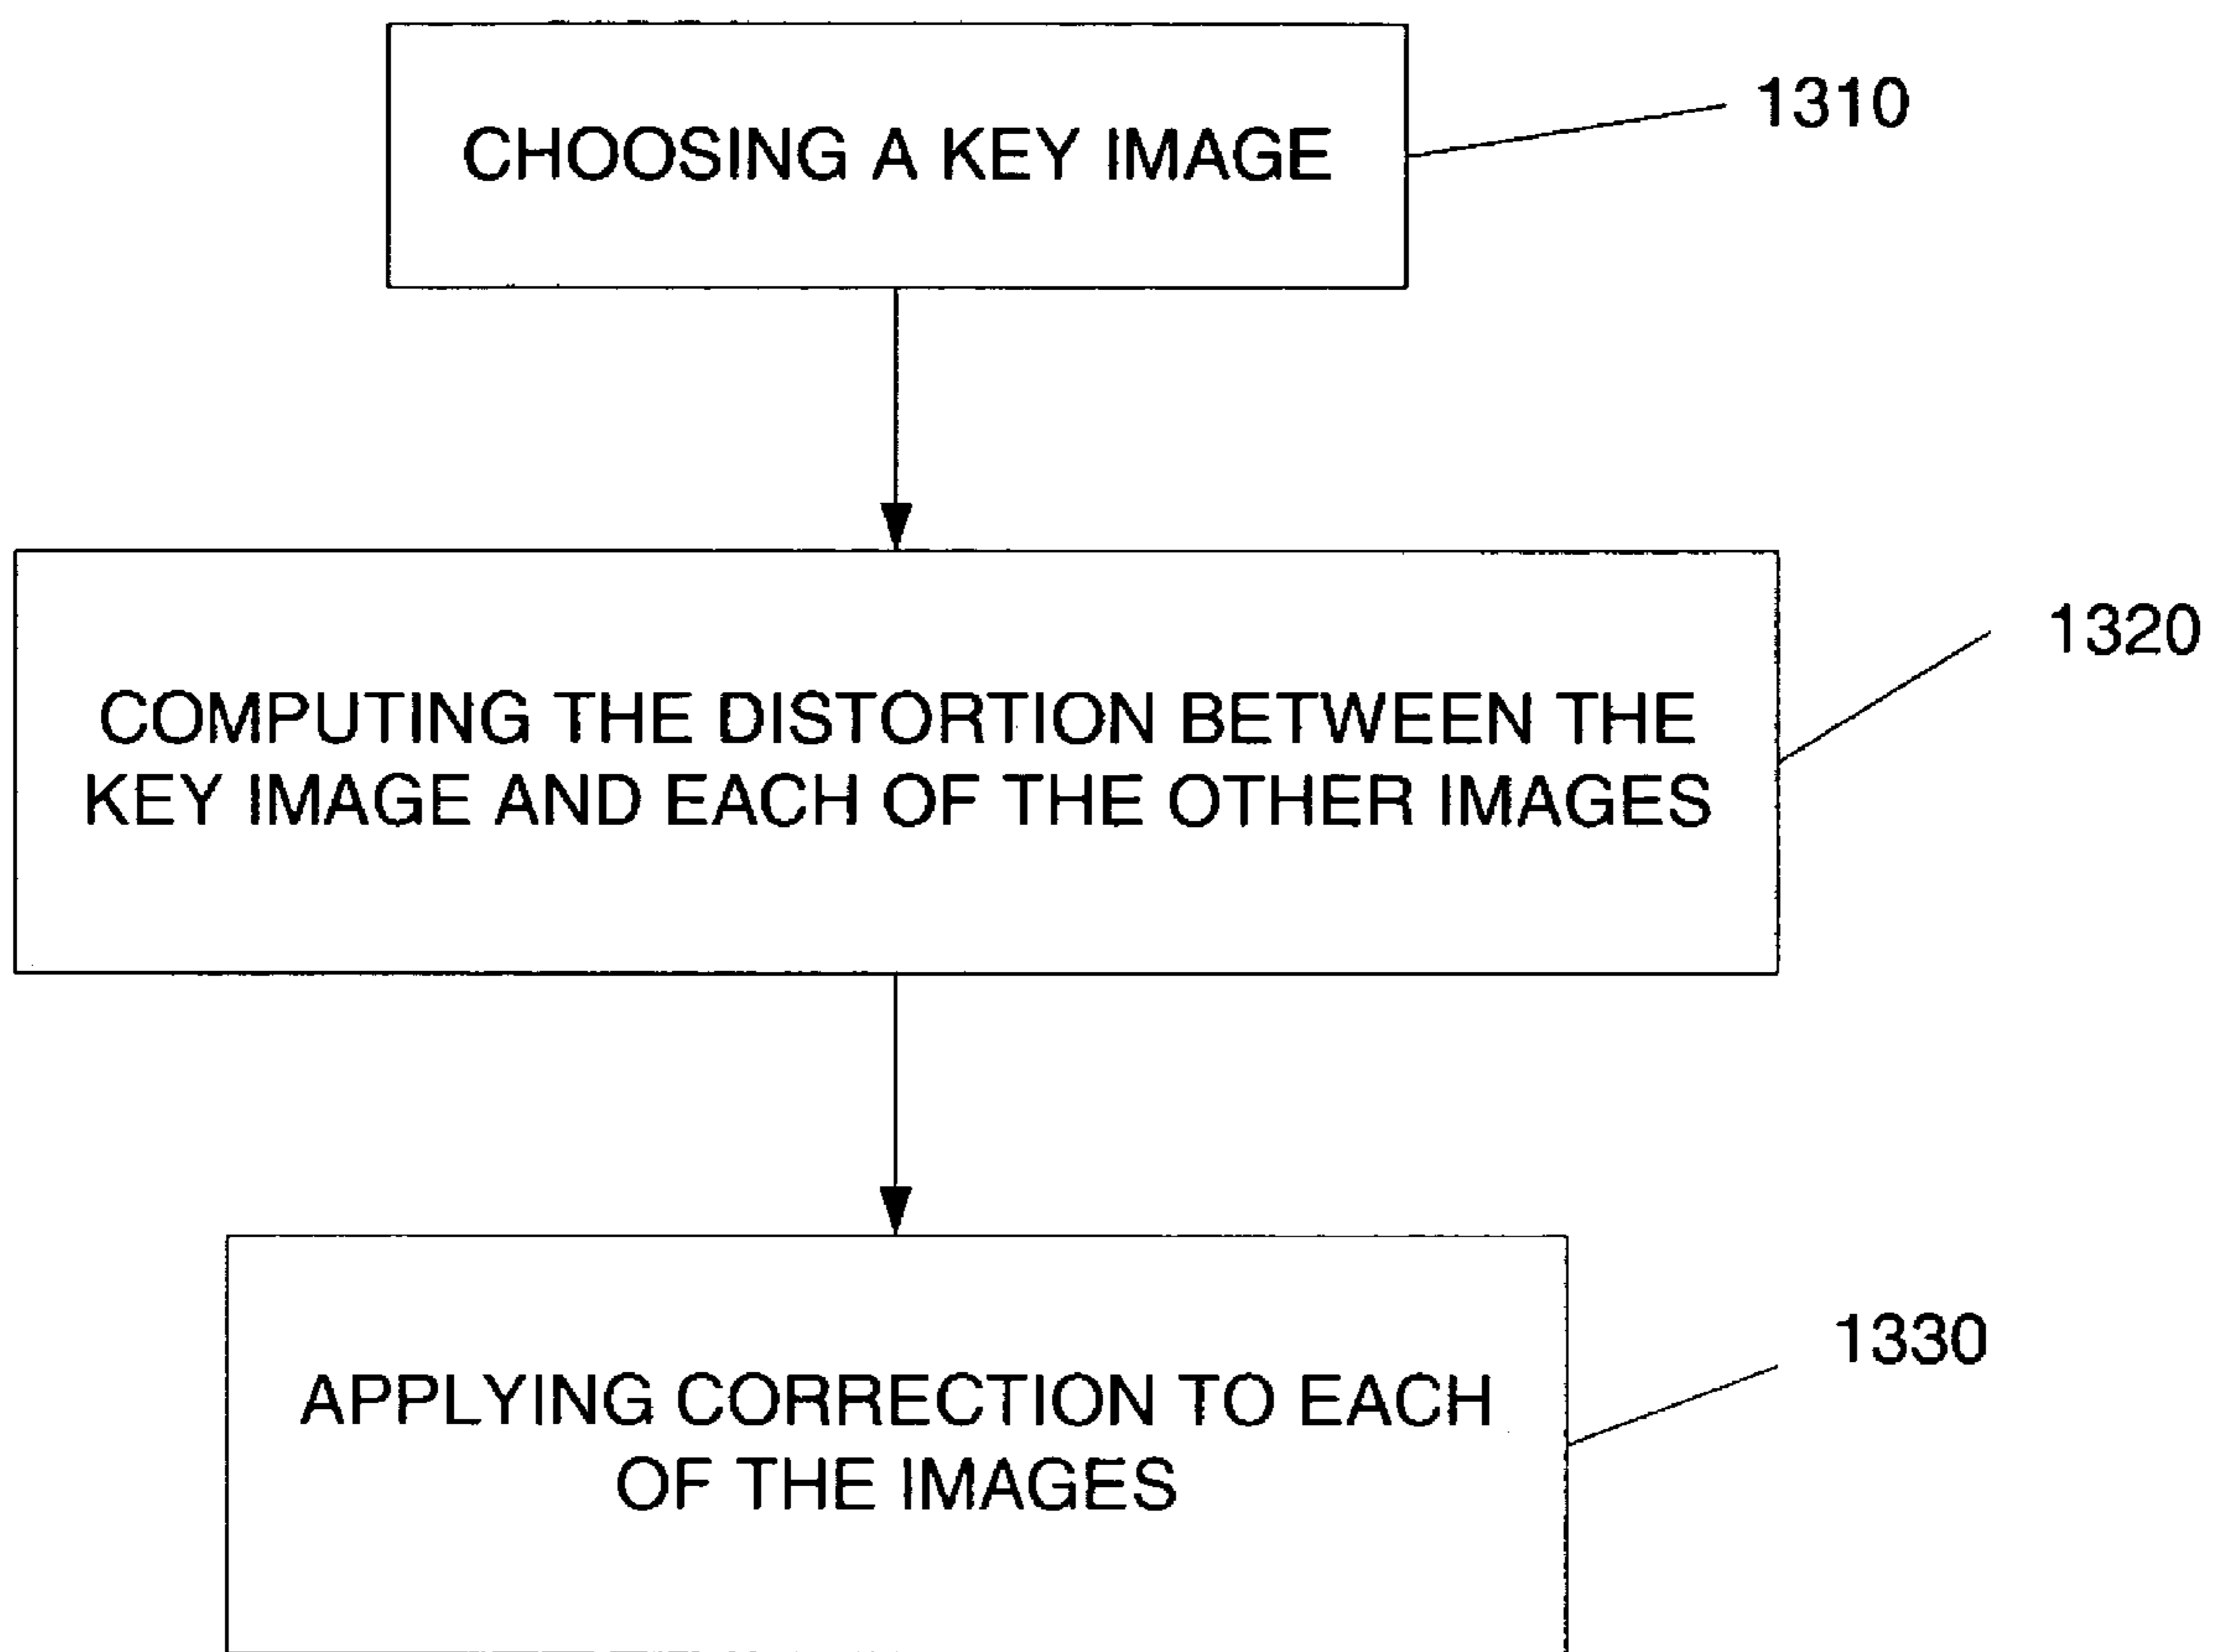 CHOOSING A KEY IMAGE
1310
COMPUTING THE DISTORTION BETWEEN THE
KEY IMAGE AND EACH OF THE OTHER IMAGES
1320
APPLYING CORRECTION TO EACH
OF THE IMAGES
1330